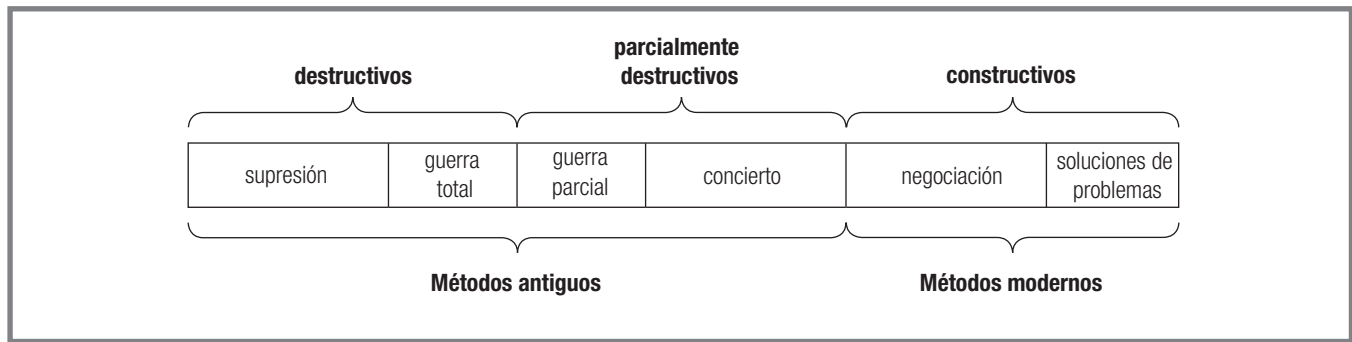 destructivos
parcialmente
destructivos
constructivos
supresión
guerra
total
guerra
parcial
concierto
negociación
soluciones de
problemas
Métodos antiguos
Métodos modernos